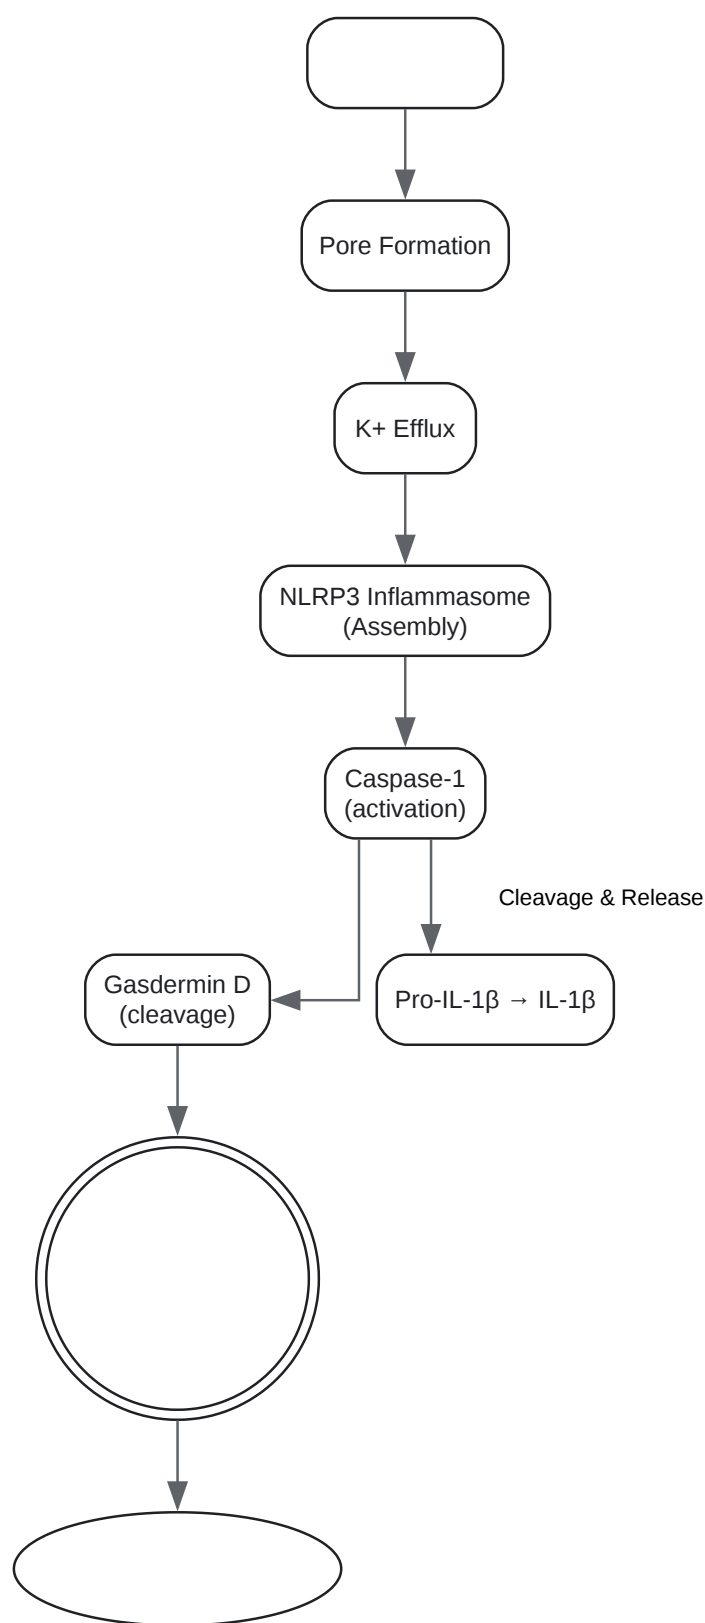 Pore Formation
K+ Efflux
NLRP3 Inflammasome
(Assembly)
Caspase-1
(activation)
Cleavage & Release
Gasdermin D
(cleavage)
Pro-IL-1β → IL-1β